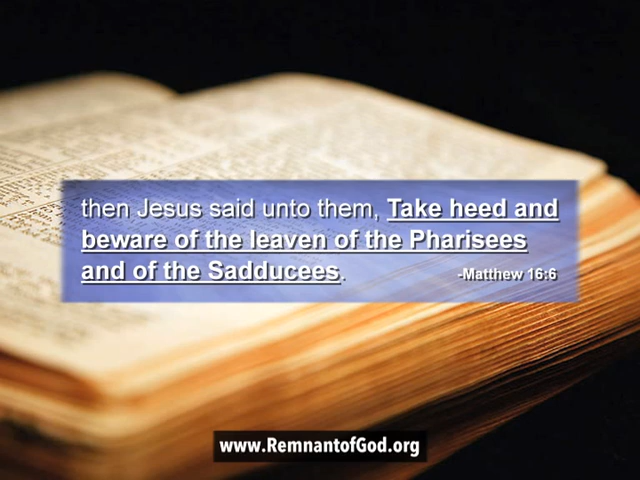 then Jesus said unto them, Take heed and
beware of the leaven of the Pharisees
and of the Sadducees.
-Matthew 16:6
www.RemnantofGod.org